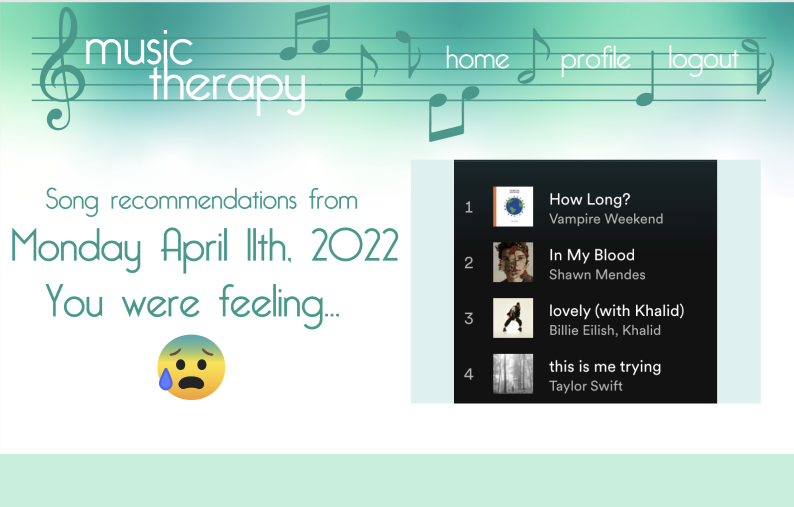 music
therapy
home profile logout
Song recommendations from
Monday April 11th, 2022
You were feeling...
1 How Long?
Vampire Weekend
2 In My Blood
Shawn Mendes
3 lovely (with Khalid)
Billie Eilish, Khalid
4 this is me trying
Taylor Swift